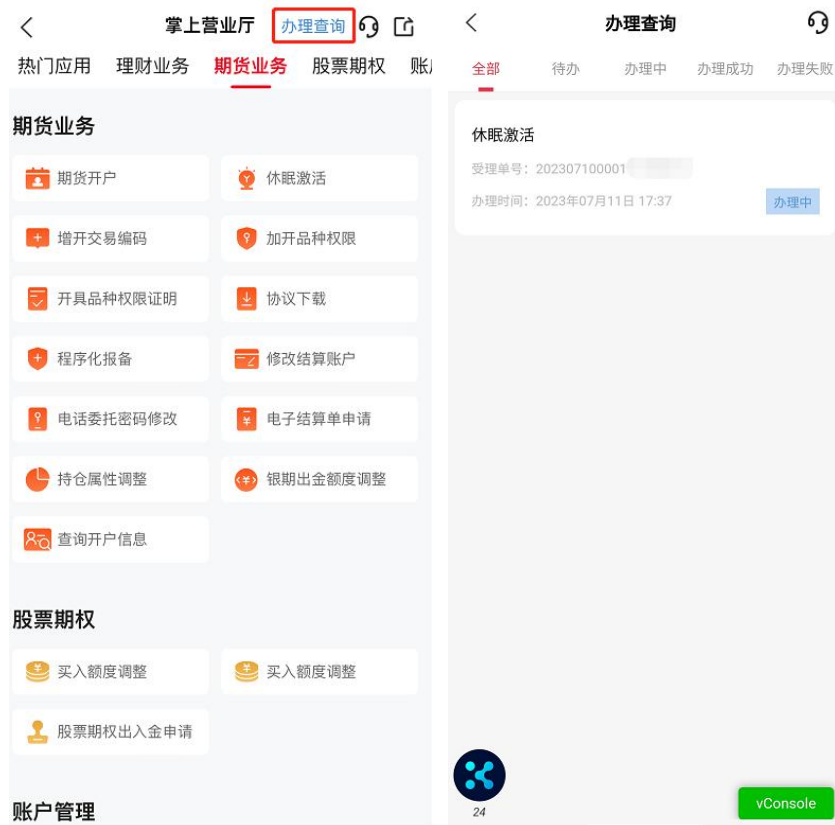 掌上营业厅 办理查询
热门应用 理财业务 期货业务 股票期权 账
期货业务
期货开户 休眠激活
增开交易编码 加开品种权限
开具品种权限证明 协议下载
程序化报备 修改结算账户
电话委托密码修改 电子结算单申请
持仓属性调整 银期出金额度调整
查询开户信息
股票期权
买入额度调整 买入额度调整
股票期权出入金申请
账户管理
办理查询
全部 待办 办理中 办理成功 办理失败
休眠激活
受理单号：202307100001
办理时间：2023年07月11日 17:37 办理中
24
vConsole